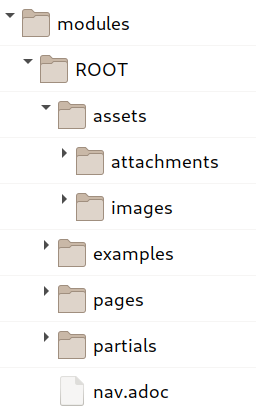 modules
ROOT
assets
attachments
images
examples
pages
partials
nav.adoc